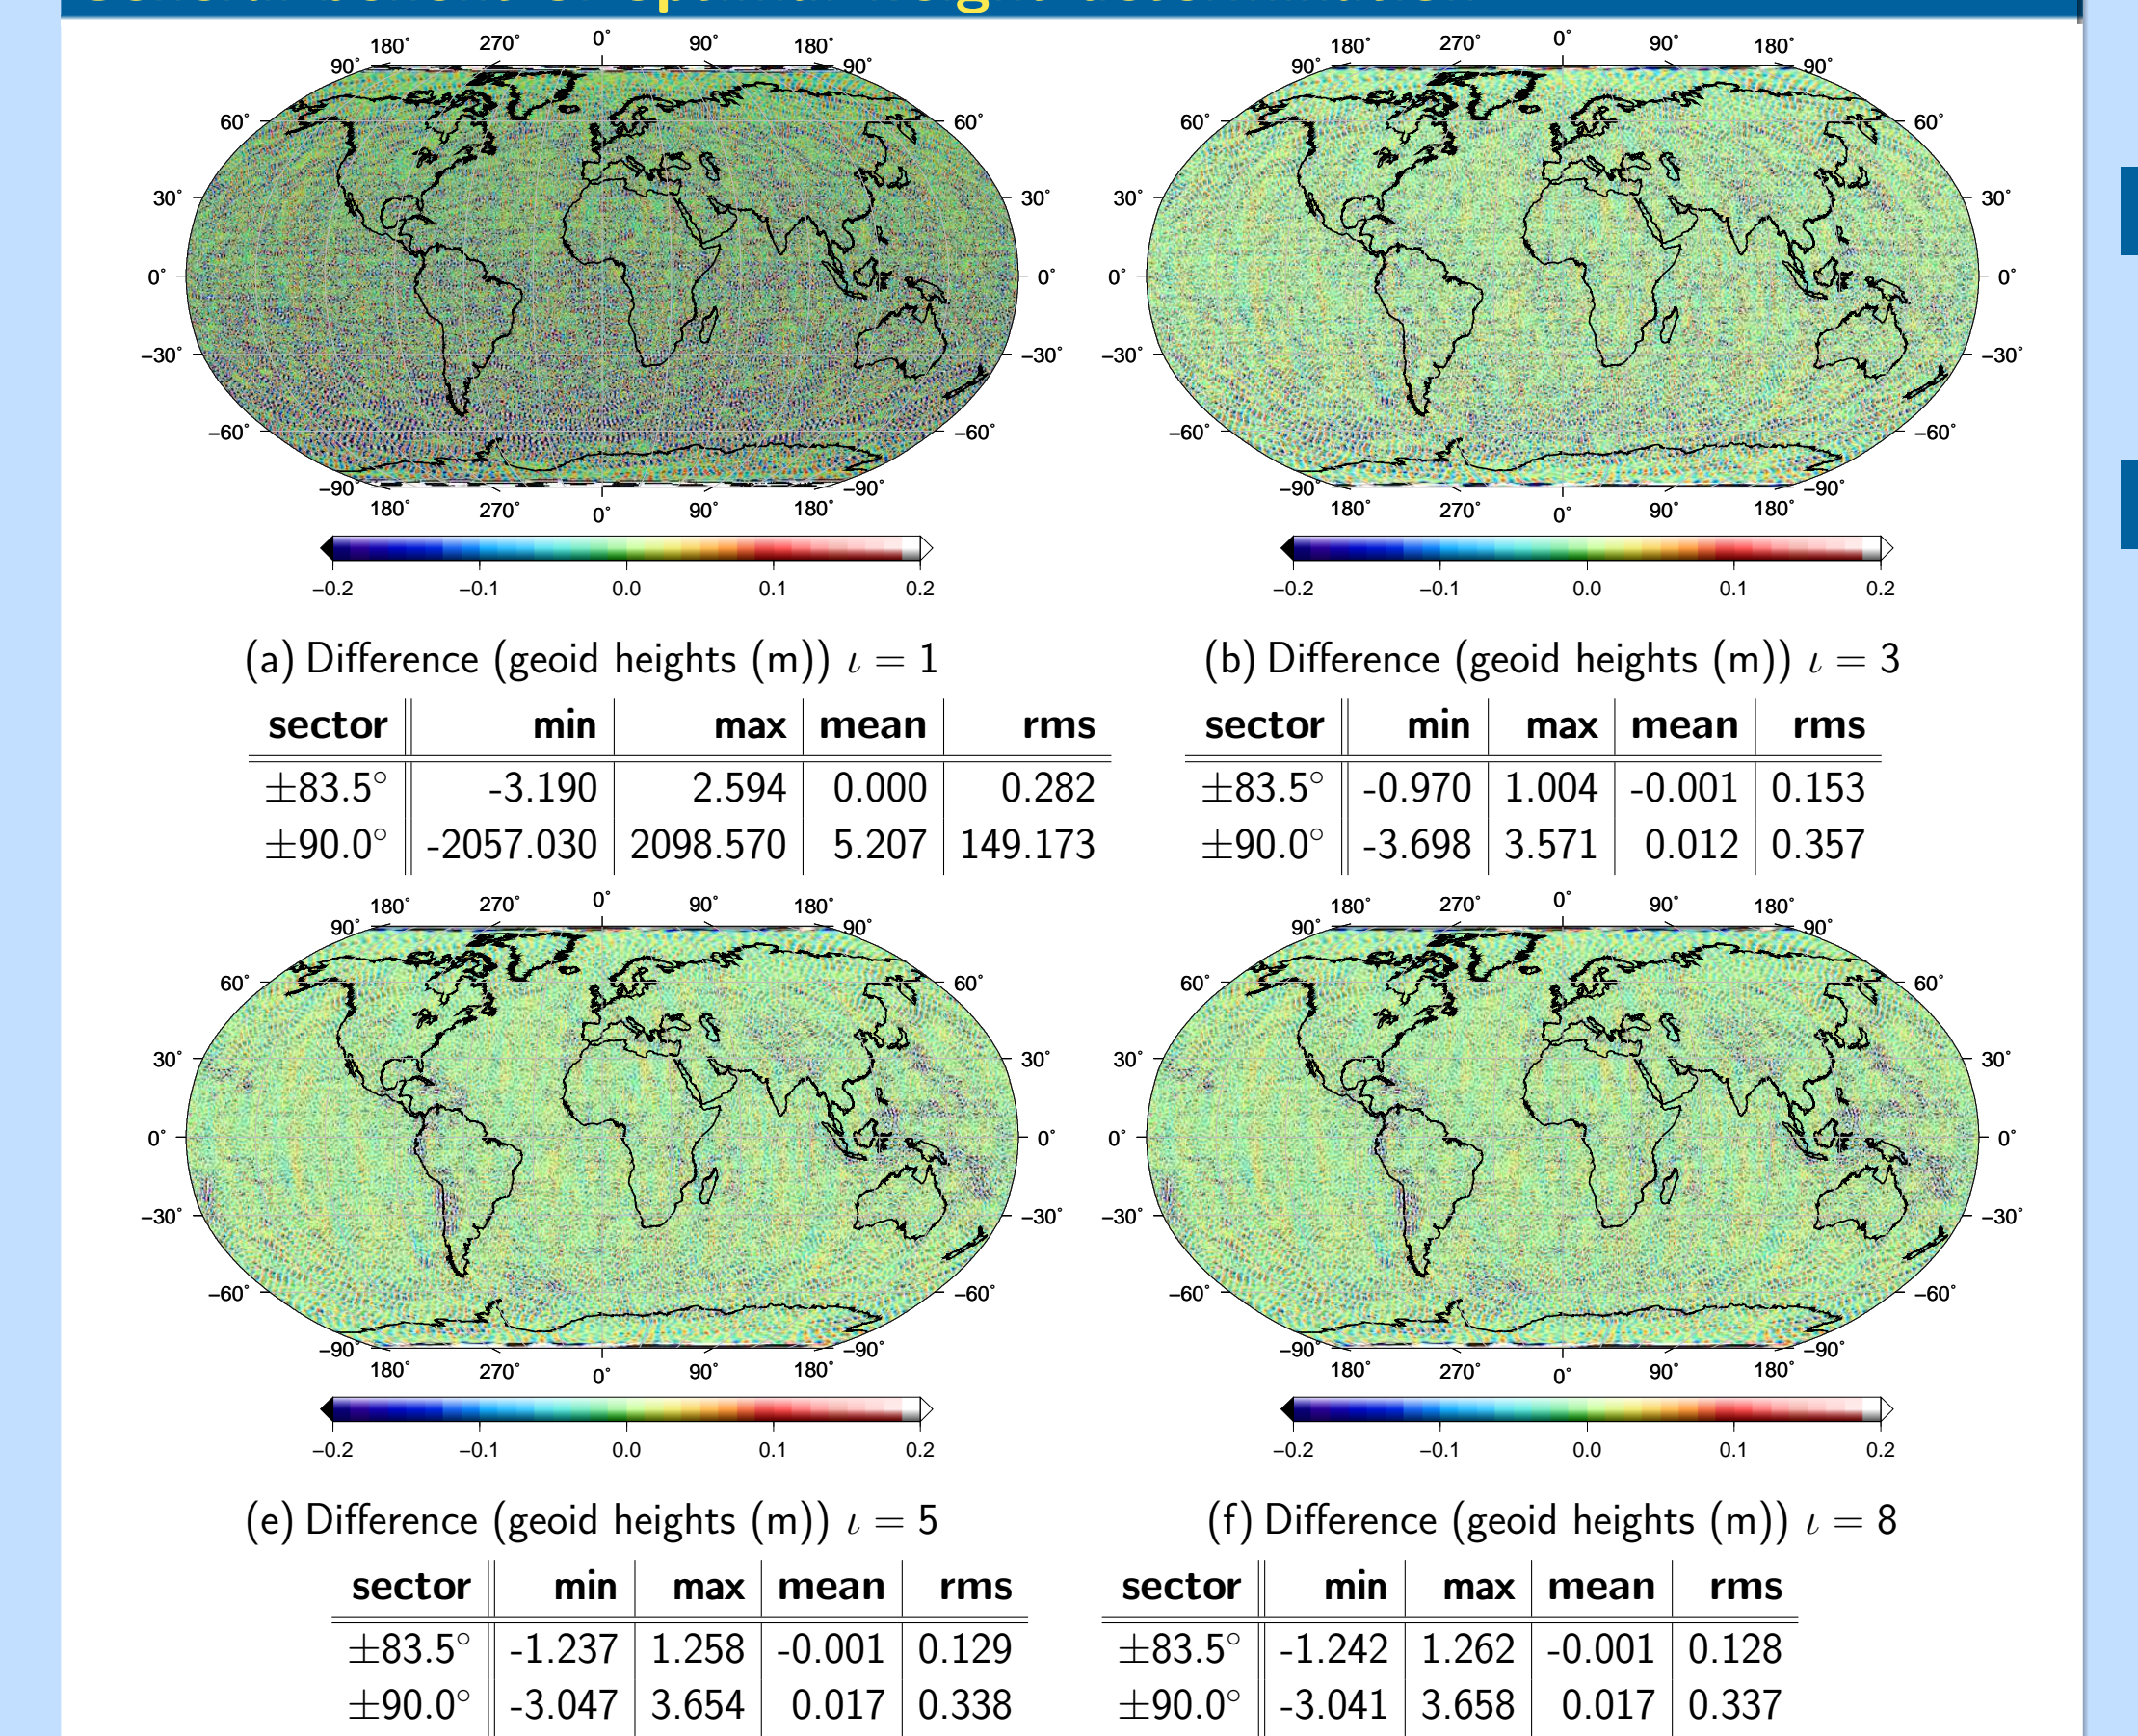 180° 270° 0° 90° 180°
90° 90°
60° 60°
30° 30°
0° 0°
−30° −30°
−60° −60°
−90° −90°
180° 270° 0° 90° 180°
−0.2 −0.1 0.0 0.1 0.2
(a) Difference (geoid heights (m)) ι = 1
sector min max mean rms
±83.5° -3.190 2.594 0.000 0.282
±90.0° -2057.030 2098.570 5.207 149.173
180° 270° 0° 90° 180°
90° 90°
60° 60°
30° 30°
0° 0°
−30° −30°
−60° −60°
−90° −90°
180° 270° 0° 90° 180°
−0.2 −0.1 0.0 0.1 0.2
(b) Difference (geoid heights (m)) ι = 3
sector min max mean rms
±83.5° -0.970 1.004 -0.001 0.153
±90.0° -3.698 3.571 0.012 0.357
180° 270° 0° 90° 180°
90° 90°
60° 60°
30° 30°
0° 0°
−30° −30°
−60° −60°
−90° −90°
180° 270° 0° 90° 180°
−0.2 −0.1 0.0 0.1 0.2
(e) Difference (geoid heights (m)) ι = 5
sector min max mean rms
±83.5° -1.237 1.258 -0.001 0.129
±90.0° -3.047 3.654 0.017 0.338
180° 270° 0° 90° 180°
90° 90°
60° 60°
30° 30°
0° 0°
−30° −30°
−60° −60°
−90° −90°
180° 270° 0° 90° 180°
−0.2 −0.1 0.0 0.1 0.2
(f) Difference (geoid heights (m)) ι = 8
sector min max mean rms
±83.5° -1.242 1.262 -0.001 0.128
±90.0° -3.041 3.658 0.017 0.337